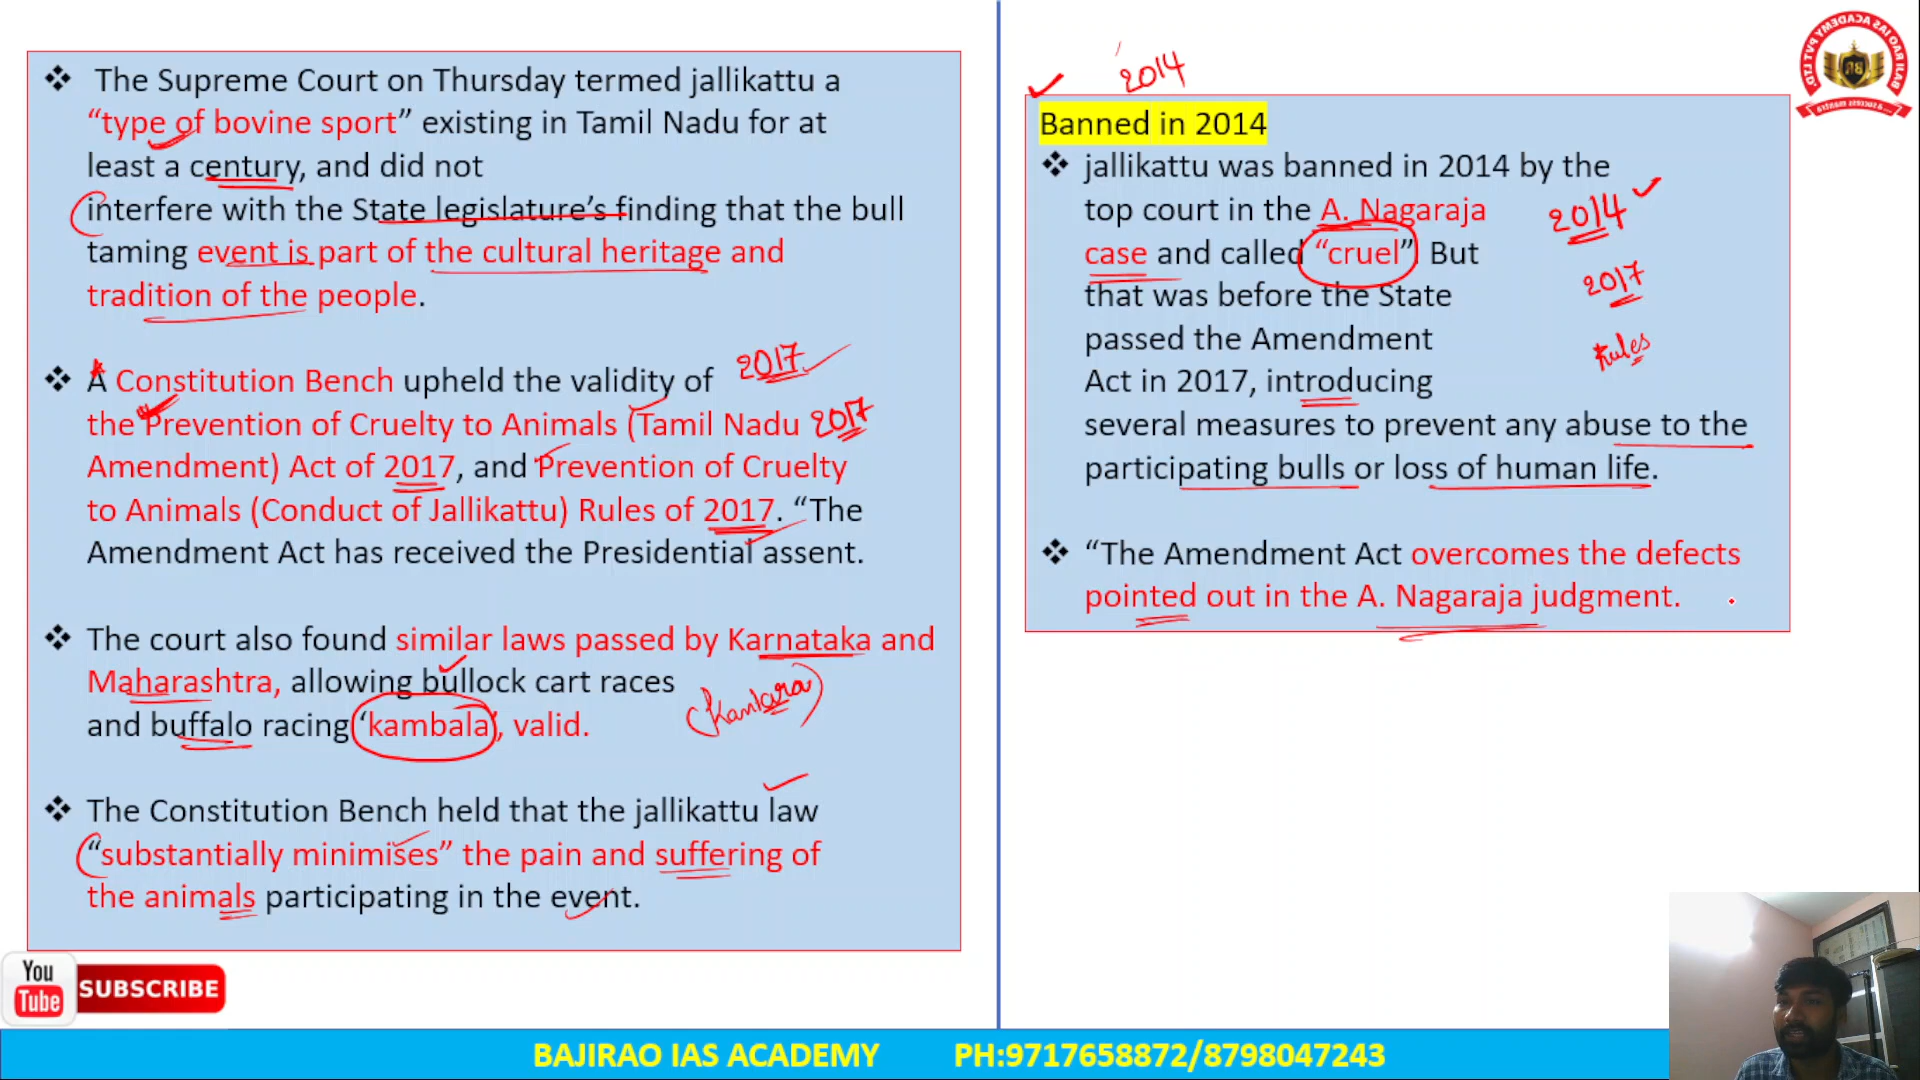 ❖ The Supreme Court on Thursday termed jallikattu a
“type of bovine sport” existing in Tamil Nadu for at
least a century, and did not
interfere with the State legislature’s finding that the bull
taming event is part of the cultural heritage and
tradition of the people.
❖ A Constitution Bench upheld the validity of
2017
the Prevention of Cruelty to Animals (Tamil Nadu
2017
Amendment) Act of 2017, and Prevention of Cruelty
to Animals (Conduct of Jallikattu) Rules of 2017. “The
Amendment Act has received the Presidential assent.
❖ The court also found similar laws passed by Karnataka and
Maharashtra, allowing bullock cart races
and buffalo racing ‘kambala’, valid.
(Kantara)
❖ The Constitution Bench held that the jallikattu law
“substantially minimises” the pain and suffering of
the animals participating in the event.
2014
Banned in 2014
❖ jallikattu was banned in 2014 by the
top court in the A. Nagaraja
case and called “cruel”. But
that was before the State
passed the Amendment
Act in 2017, introducing
several measures to prevent any abuse to the
participating bulls or loss of human life.
2014
2017
Rules
❖ “The Amendment Act overcomes the defects
pointed out in the A. Nagaraja judgment.
You
Tube
SUBSCRIBE
BAJIRAO IAS ACADEMY PH:9717658872/8798047243
BAJIRAO IAS ACADEMY PVT LTD.